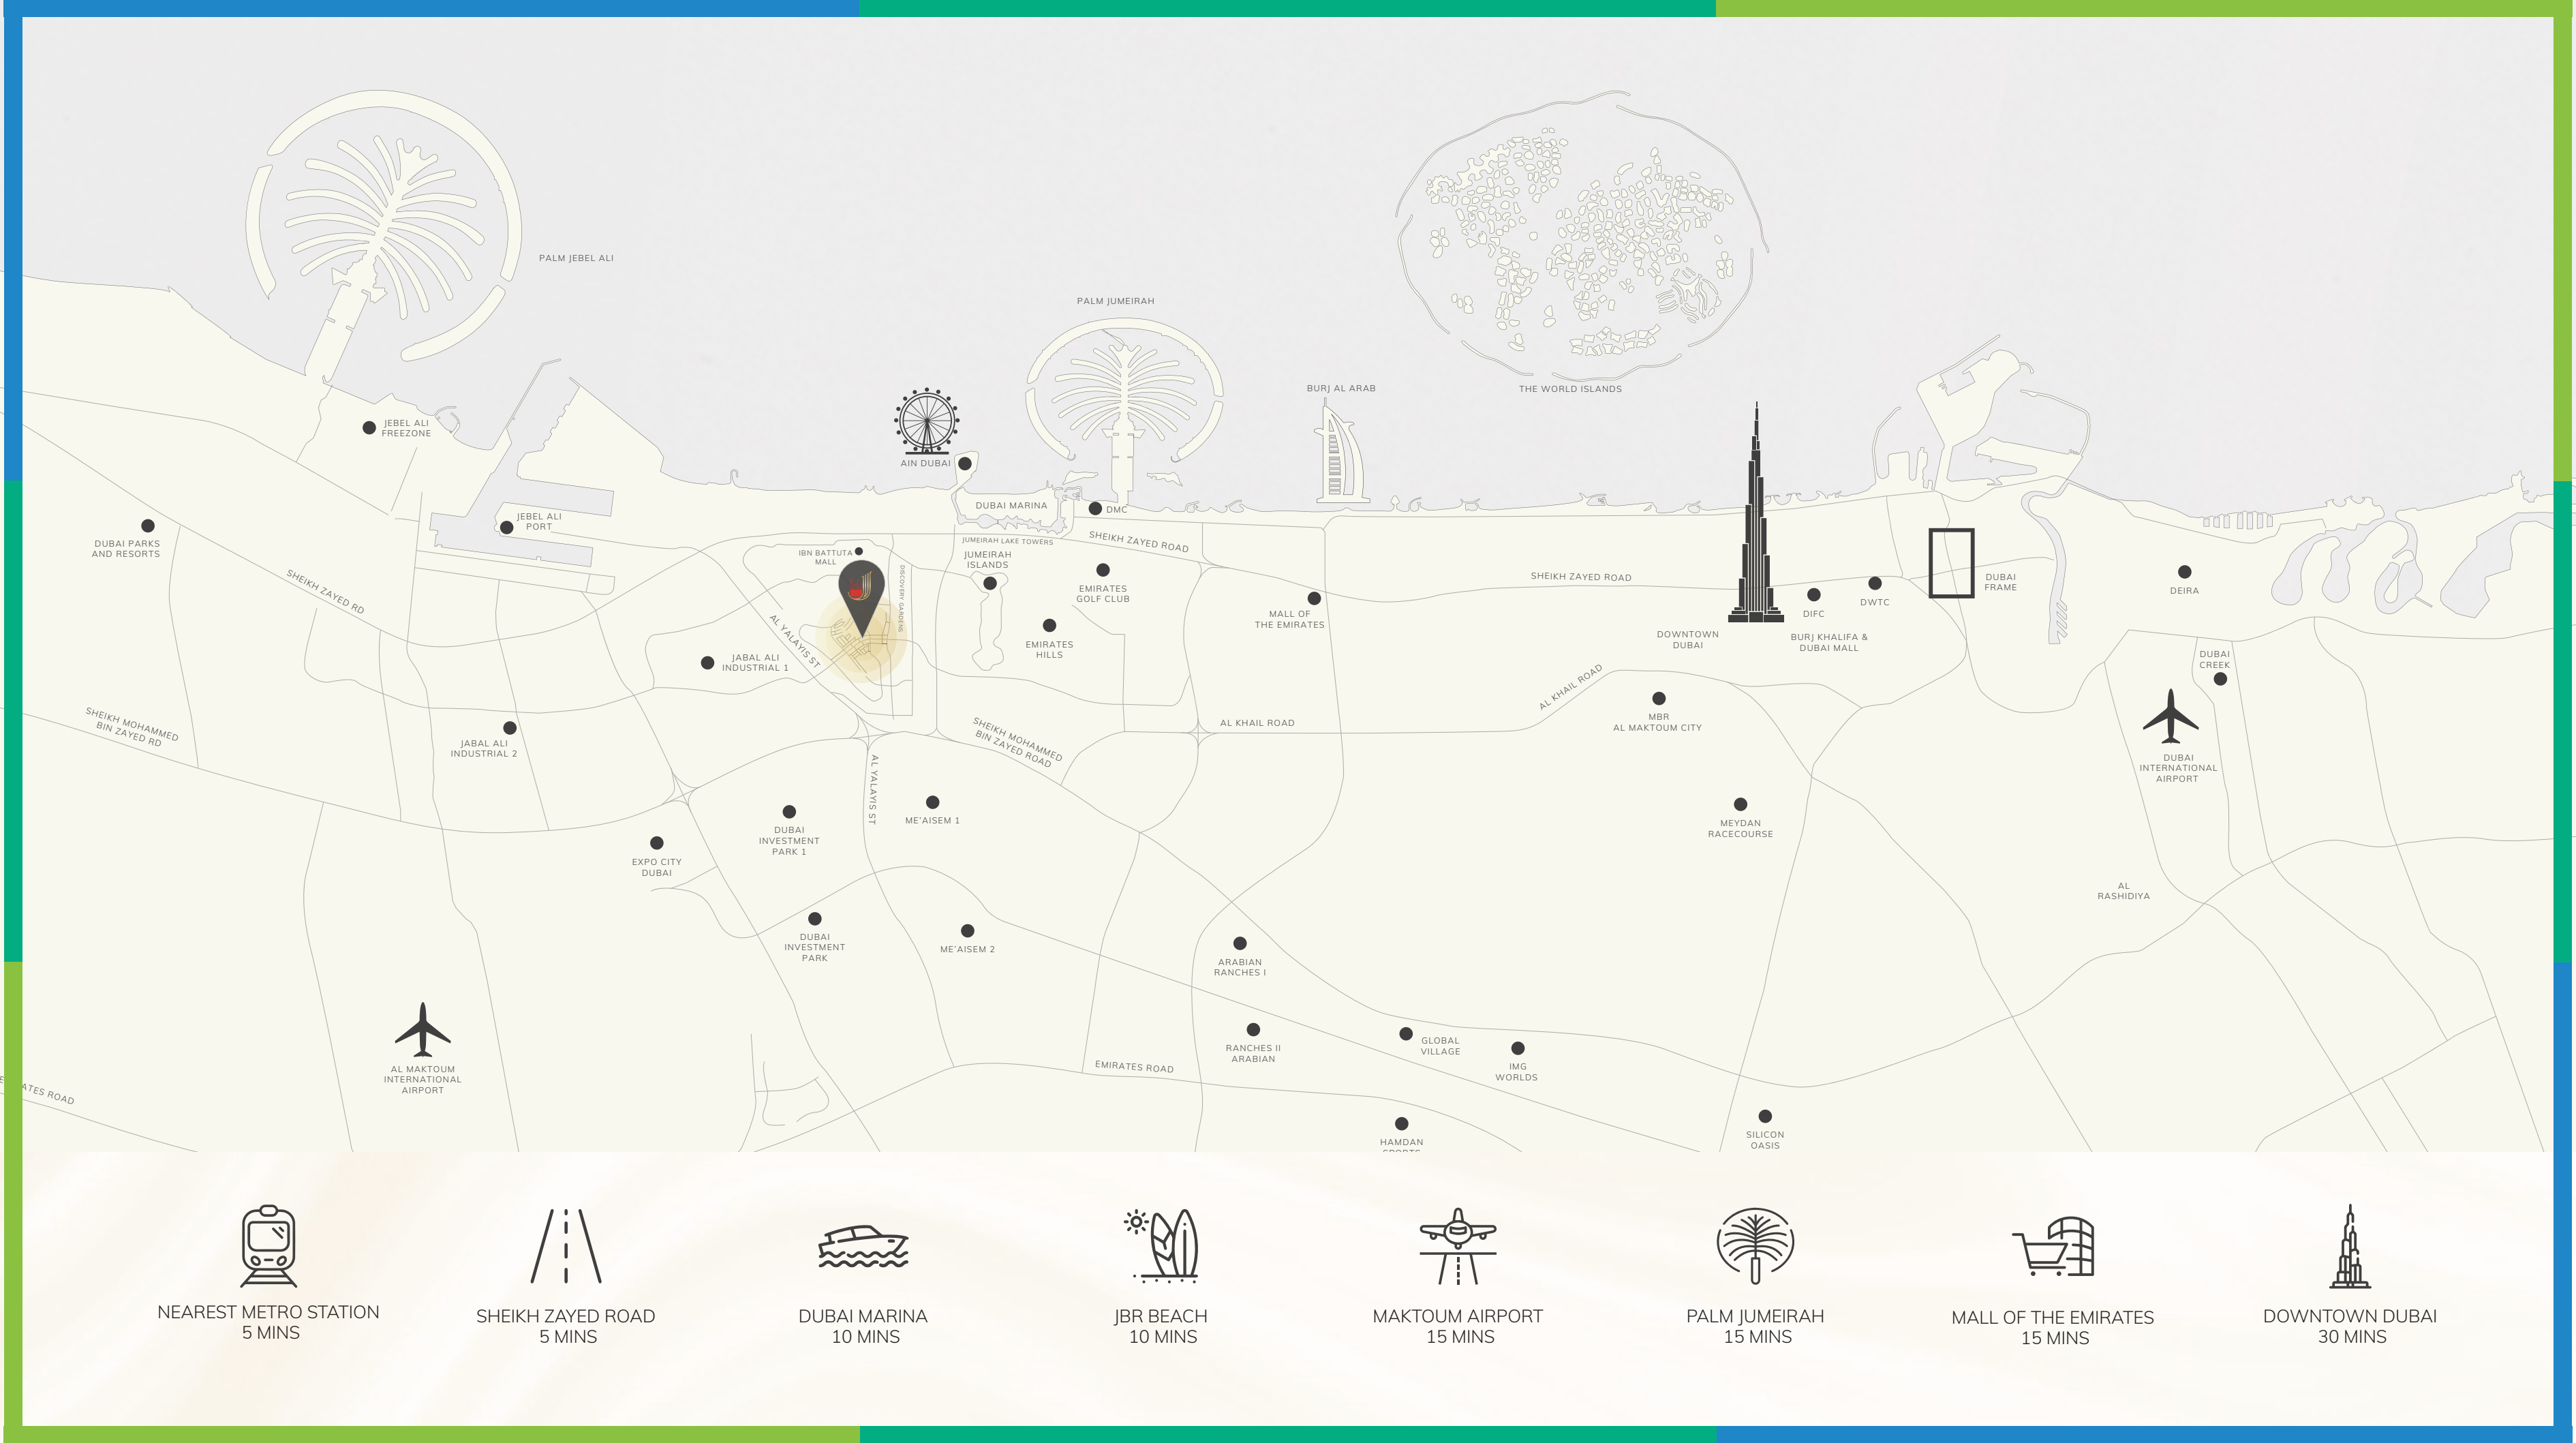 PALM JEBEL ALI
PALM JUMEIRAH
BURJ AL ARAB
THE WORLD ISLANDS
JEBEL ALI
FREEZONE
AIN DUBAI
DUBAI MARINA
DMC
JEBEL ALI
PORT
DUBAI PARKS
AND RESORTS
SHEIKH ZAYED RD
IBN BATTUTA
MALL
DISCOVERY GARDENS
JUMEIRAH LAKE TOWERS
JUMEIRAH
ISLANDS
SHEIKH ZAYED ROAD
EMIRATES
GOLF CLUB
EMIRATES
HILLS
MALL OF
THE EMIRATES
SHEIKH ZAYED ROAD
DOWNTOWN
DUBAI
DIFC
BURJ KHALIFA &
DUBAI MALL
DWTC
DUBAI
FRAME
DEIRA
DUBAI
CREEK
AL YALAYIS ST
JABAL ALI
INDUSTRIAL 1
SHEIKH MOHAMMED
BIN ZAYED RD
JABAL ALI
INDUSTRIAL 2
SHEIKH MOHAMMED
BIN ZAYED ROAD
AL KHAIL ROAD
AL KHAIL ROAD
MBR
AL MAKTOUM CITY
DUBAI
INTERNATIONAL
AIRPORT
AL YALAYIS ST
EXPO CITY
DUBAI
DUBAI
INVESTMENT
PARK 1
ME'AISEM 1
MEYDAN
RACECOURSE
AL
RASHIDIYA
DUBAI
INVESTMENT
PARK
ME'AISEM 2
ARABIAN
RANCHES I
RANCHES II
ARABIAN
GLOBAL
VILLAGE
IMG
WORLDS
AL MAKTOUM
INTERNATIONAL
AIRPORT
EMIRATES ROAD
ROAD
HAMDAN
SILICON
OASIS
NEAREST METRO STATION
5 MINS
SHEIKH ZAYED ROAD
5 MINS
DUBAI MARINA
10 MINS
JBR BEACH
10 MINS
MAKTOUM AIRPORT
15 MINS
PALM JUMEIRAH
15 MINS
MALL OF THE EMIRATES
15 MINS
DOWNTOWN DUBAI
30 MINS